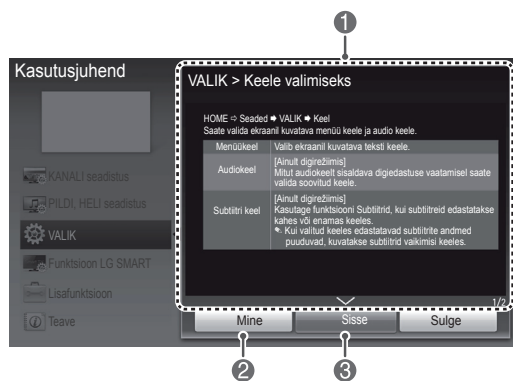 1
Kasutusjuhend
VALIK > Keele valimiseks
HOME ⇨ Seaded ➡ VALIK ➡ Keel
Saate valida ekraanil kuvatava menüü keele ja audio keele.
Menüükeel Valib ekraanil kuvatava teksti keele.
Audiokeel [Ainult digirežiimis]
Mitut audiokeelt sisaldava digiedastuse vaatamisel saate
valida soovitud keele.
Subtiitri keel [Ainult digirežiimis]
Kasutage funktsiooni Subtiitrid, kui subtiitreid edastatakse
kahes või enamas keeles.
Kui valitud keeles edastatavad subtiitrite andmed
puuduvad, kuvatakse subtiitrid vaikimisi keeles.
KANALI seadistus
PILDI, HELI seadistus
VALIK
Funktsioon LG SMART
Lisafunktsioon
Teave
1/2
Mine Sisse Sulge
2 3